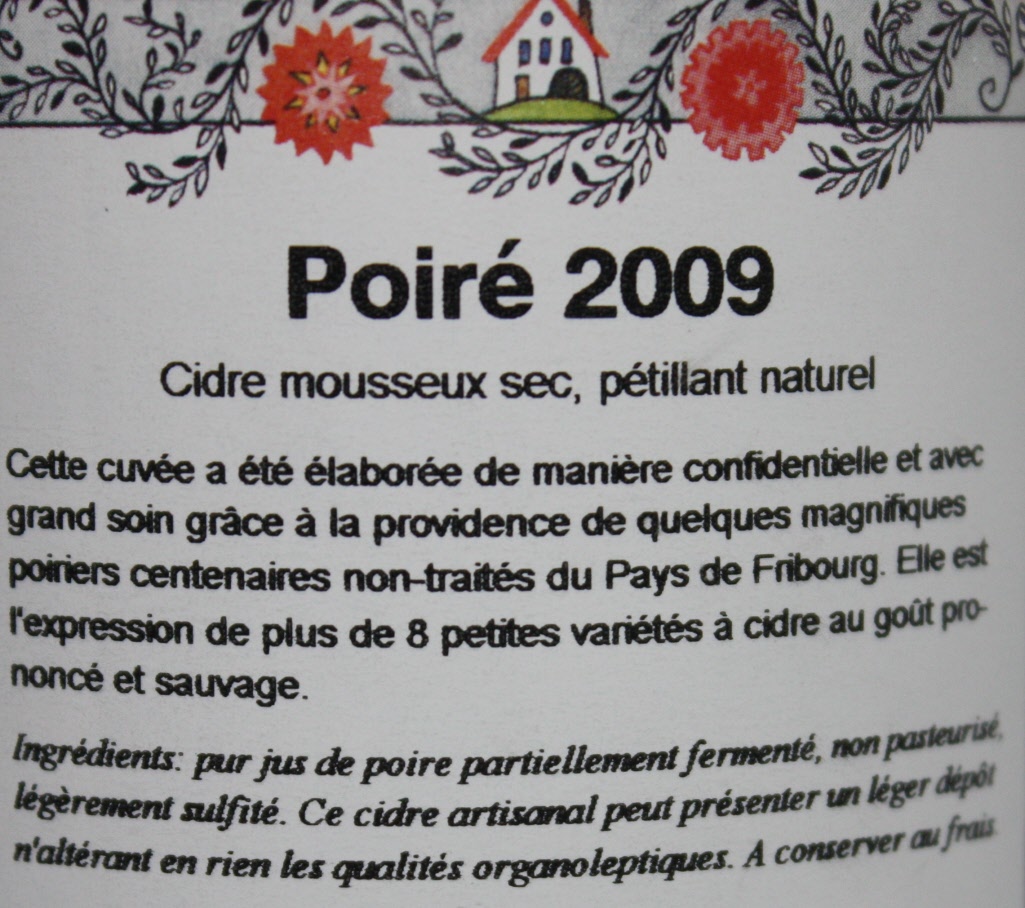 Poiré 2009
Cidre mousseux sec, pétillant naturel
Cette cuvée a été élaborée de manière confidentielle et avec
grand soin grâce à la providence de quelques magnifiques
poiriers centenaires non-traités du Pays de Fribourg. Elle est
l'expression de plus de 8 petites variétés à cidre au goût pro-
noncé et sauvage.
Ingrédients: pur jus de poire partiellement fermenté, non pasteurisé,
légèrement sulfité. Ce cidre artisanal peut présenter un léger dépôt
n'altérant en rien les qualités organoleptiques. A conserver au frais.